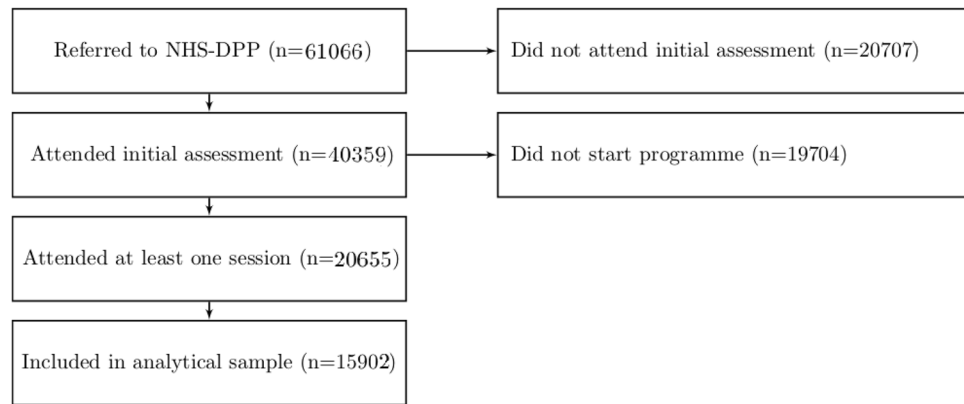 Referred to NHS-DPP (n=61066)
Did not attend initial assessment (n=20707)
Attended initial assessment (n=40359)
Did not start programme (n=19704)
Attended at least one session (n=20655)
Included in analytical sample (n=15902)